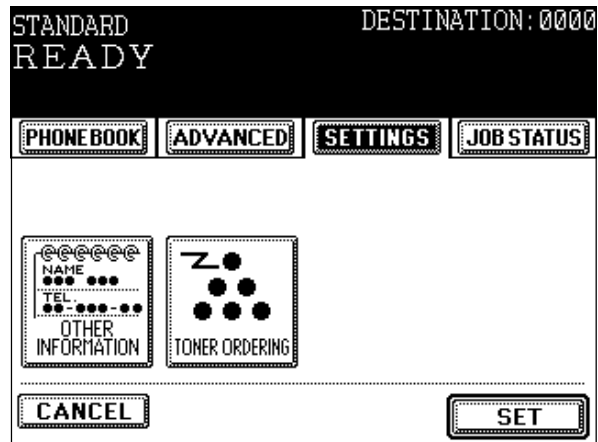 STANDARD
DESTINATION:0000
READY
PHONE BOOK
ADVANCED
SETTINGS
JOB STATUS
NAME
TEL.
OTHER
INFORMATION
TONER ORDERING
CANCEL
SET